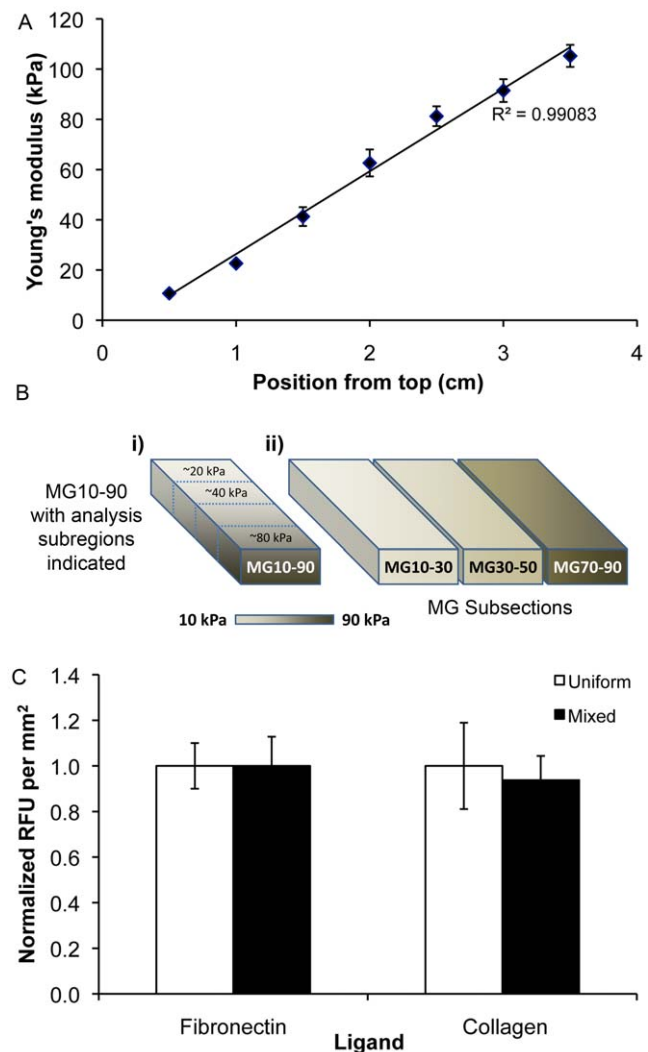 A
Young's modulus (kPa)
120
100
80
60
40
20
0
R² = 0.99083
0 1 2 3 4
Position from top (cm)
B
i)
ii)
MG10-90
with analysis
subregions
indicated
~20 kPa
~40 kPa
~80 kPa
MG10-90
MG10-30
MG30-50
MG70-90
10 kPa
90 kPa
MG Subsections
C
Normalized RFU per mm²
1.4
1.2
1.0
0.8
0.6
0.4
0.2
0.0
Uniform
Mixed
Fibronectin
Collagen
Ligand